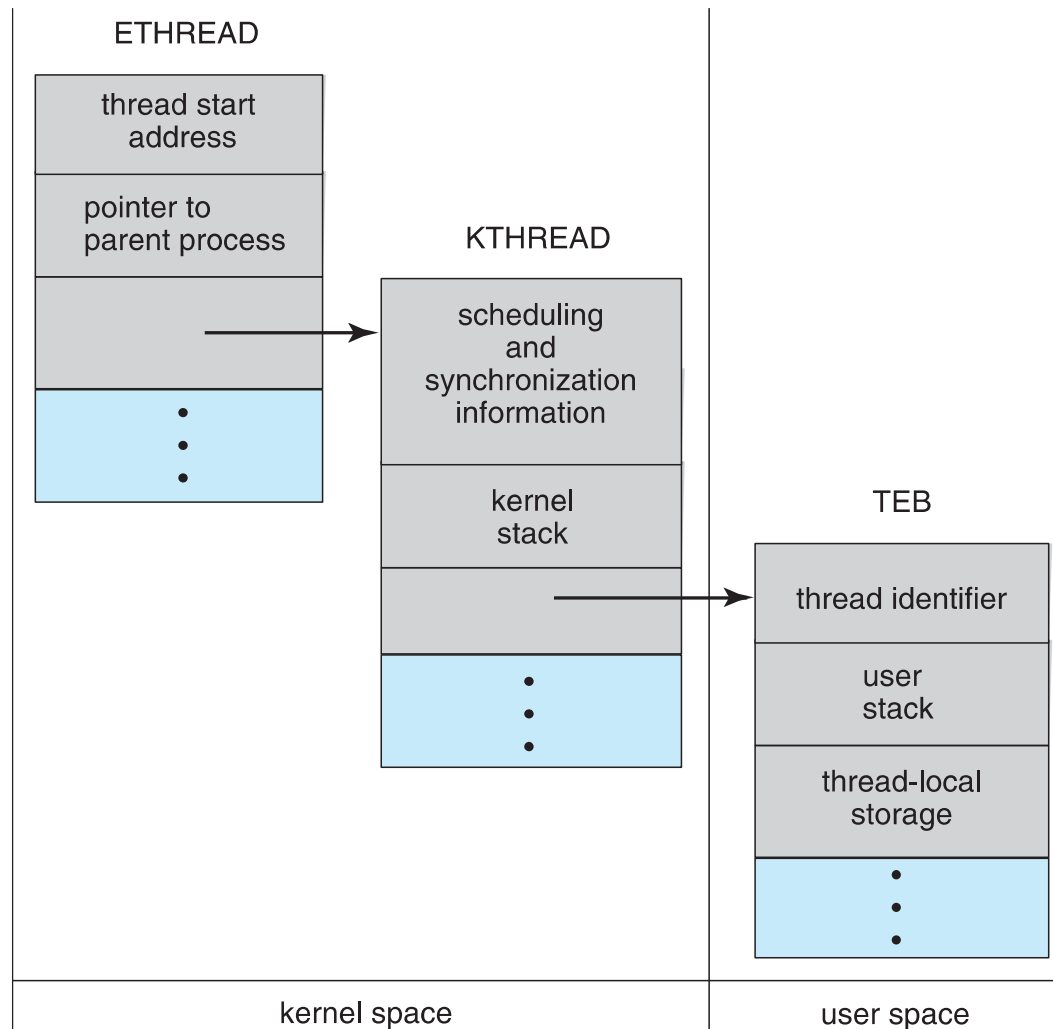 ETHREAD
thread start
address
pointer to
parent process
KTHREAD
scheduling
and
synchronization
information
kernel
stack
TEB
thread identifier
user
stack
thread-local
storage
kernel space
user space